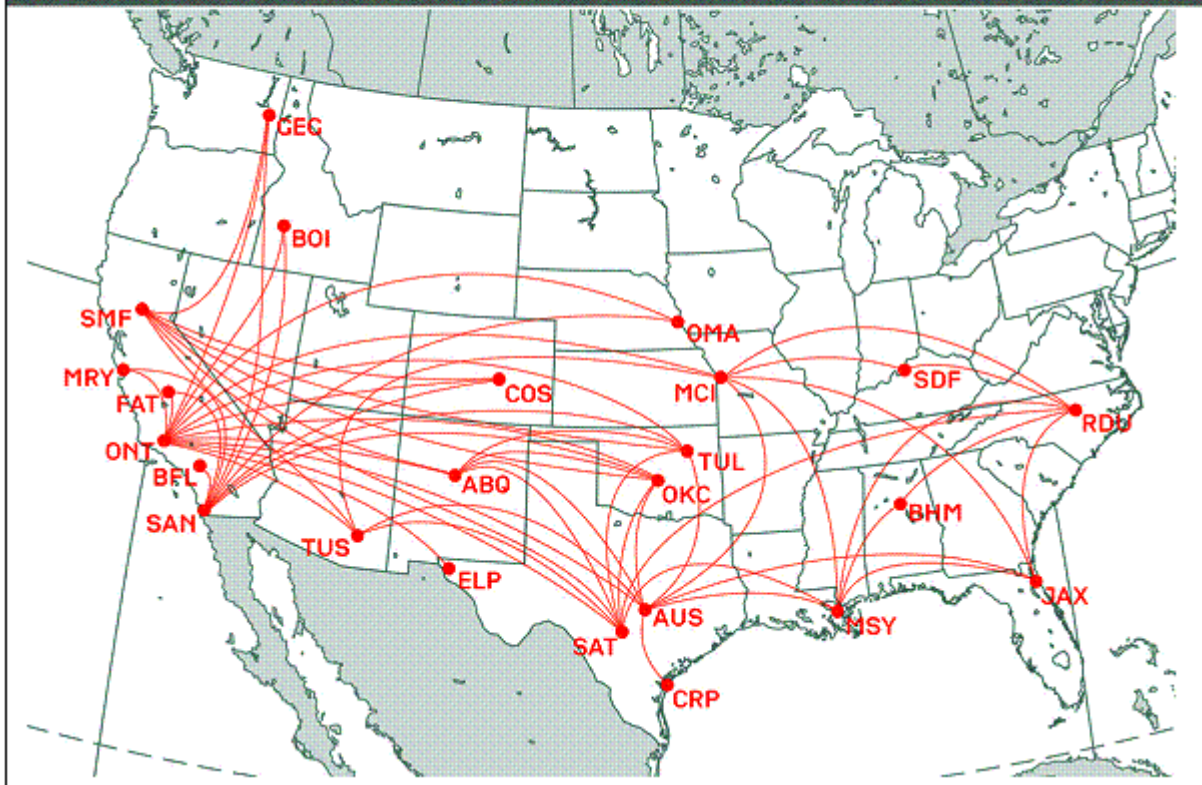 GEG
BOI
SMF
OMA
MRY
COS
MCI
SDF
FAT
RDU
ONT
TUL
BFL
ABQ
OKC
SAN
BHM
TUS
ELP
JAX
AUS
MSY
SAT
CRP